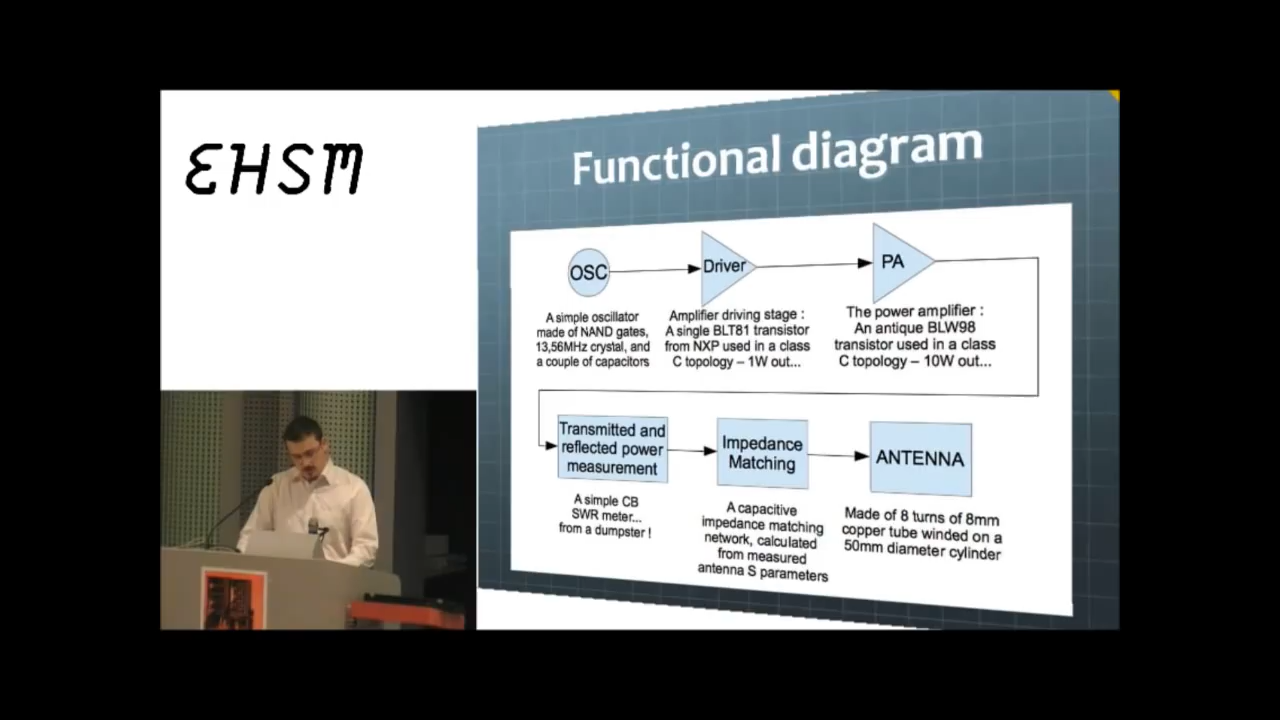 EHSM
Functional diagram
OSC
Driver
PA
A simple oscillator
made of NAND gates,
13,56MHz crystal, and
a couple of capacitors
Amplifier driving stage :
A single BLT81 transistor
from NXP used in a class
C topology – 1W out...
The power amplifier :
An antique BLW98
transistor used in a class
C topology – 10W out...
Transmitted and
reflected power
measurement
Impedance
Matching
ANTENNA
A simple CB
SWR meter...
from a dumpster !
A capacitive
impedance matching
network, calculated
from measured
antenna S parameters
Made of 8 turns of 8mm
copper tube winded on a
50mm diameter cylinder